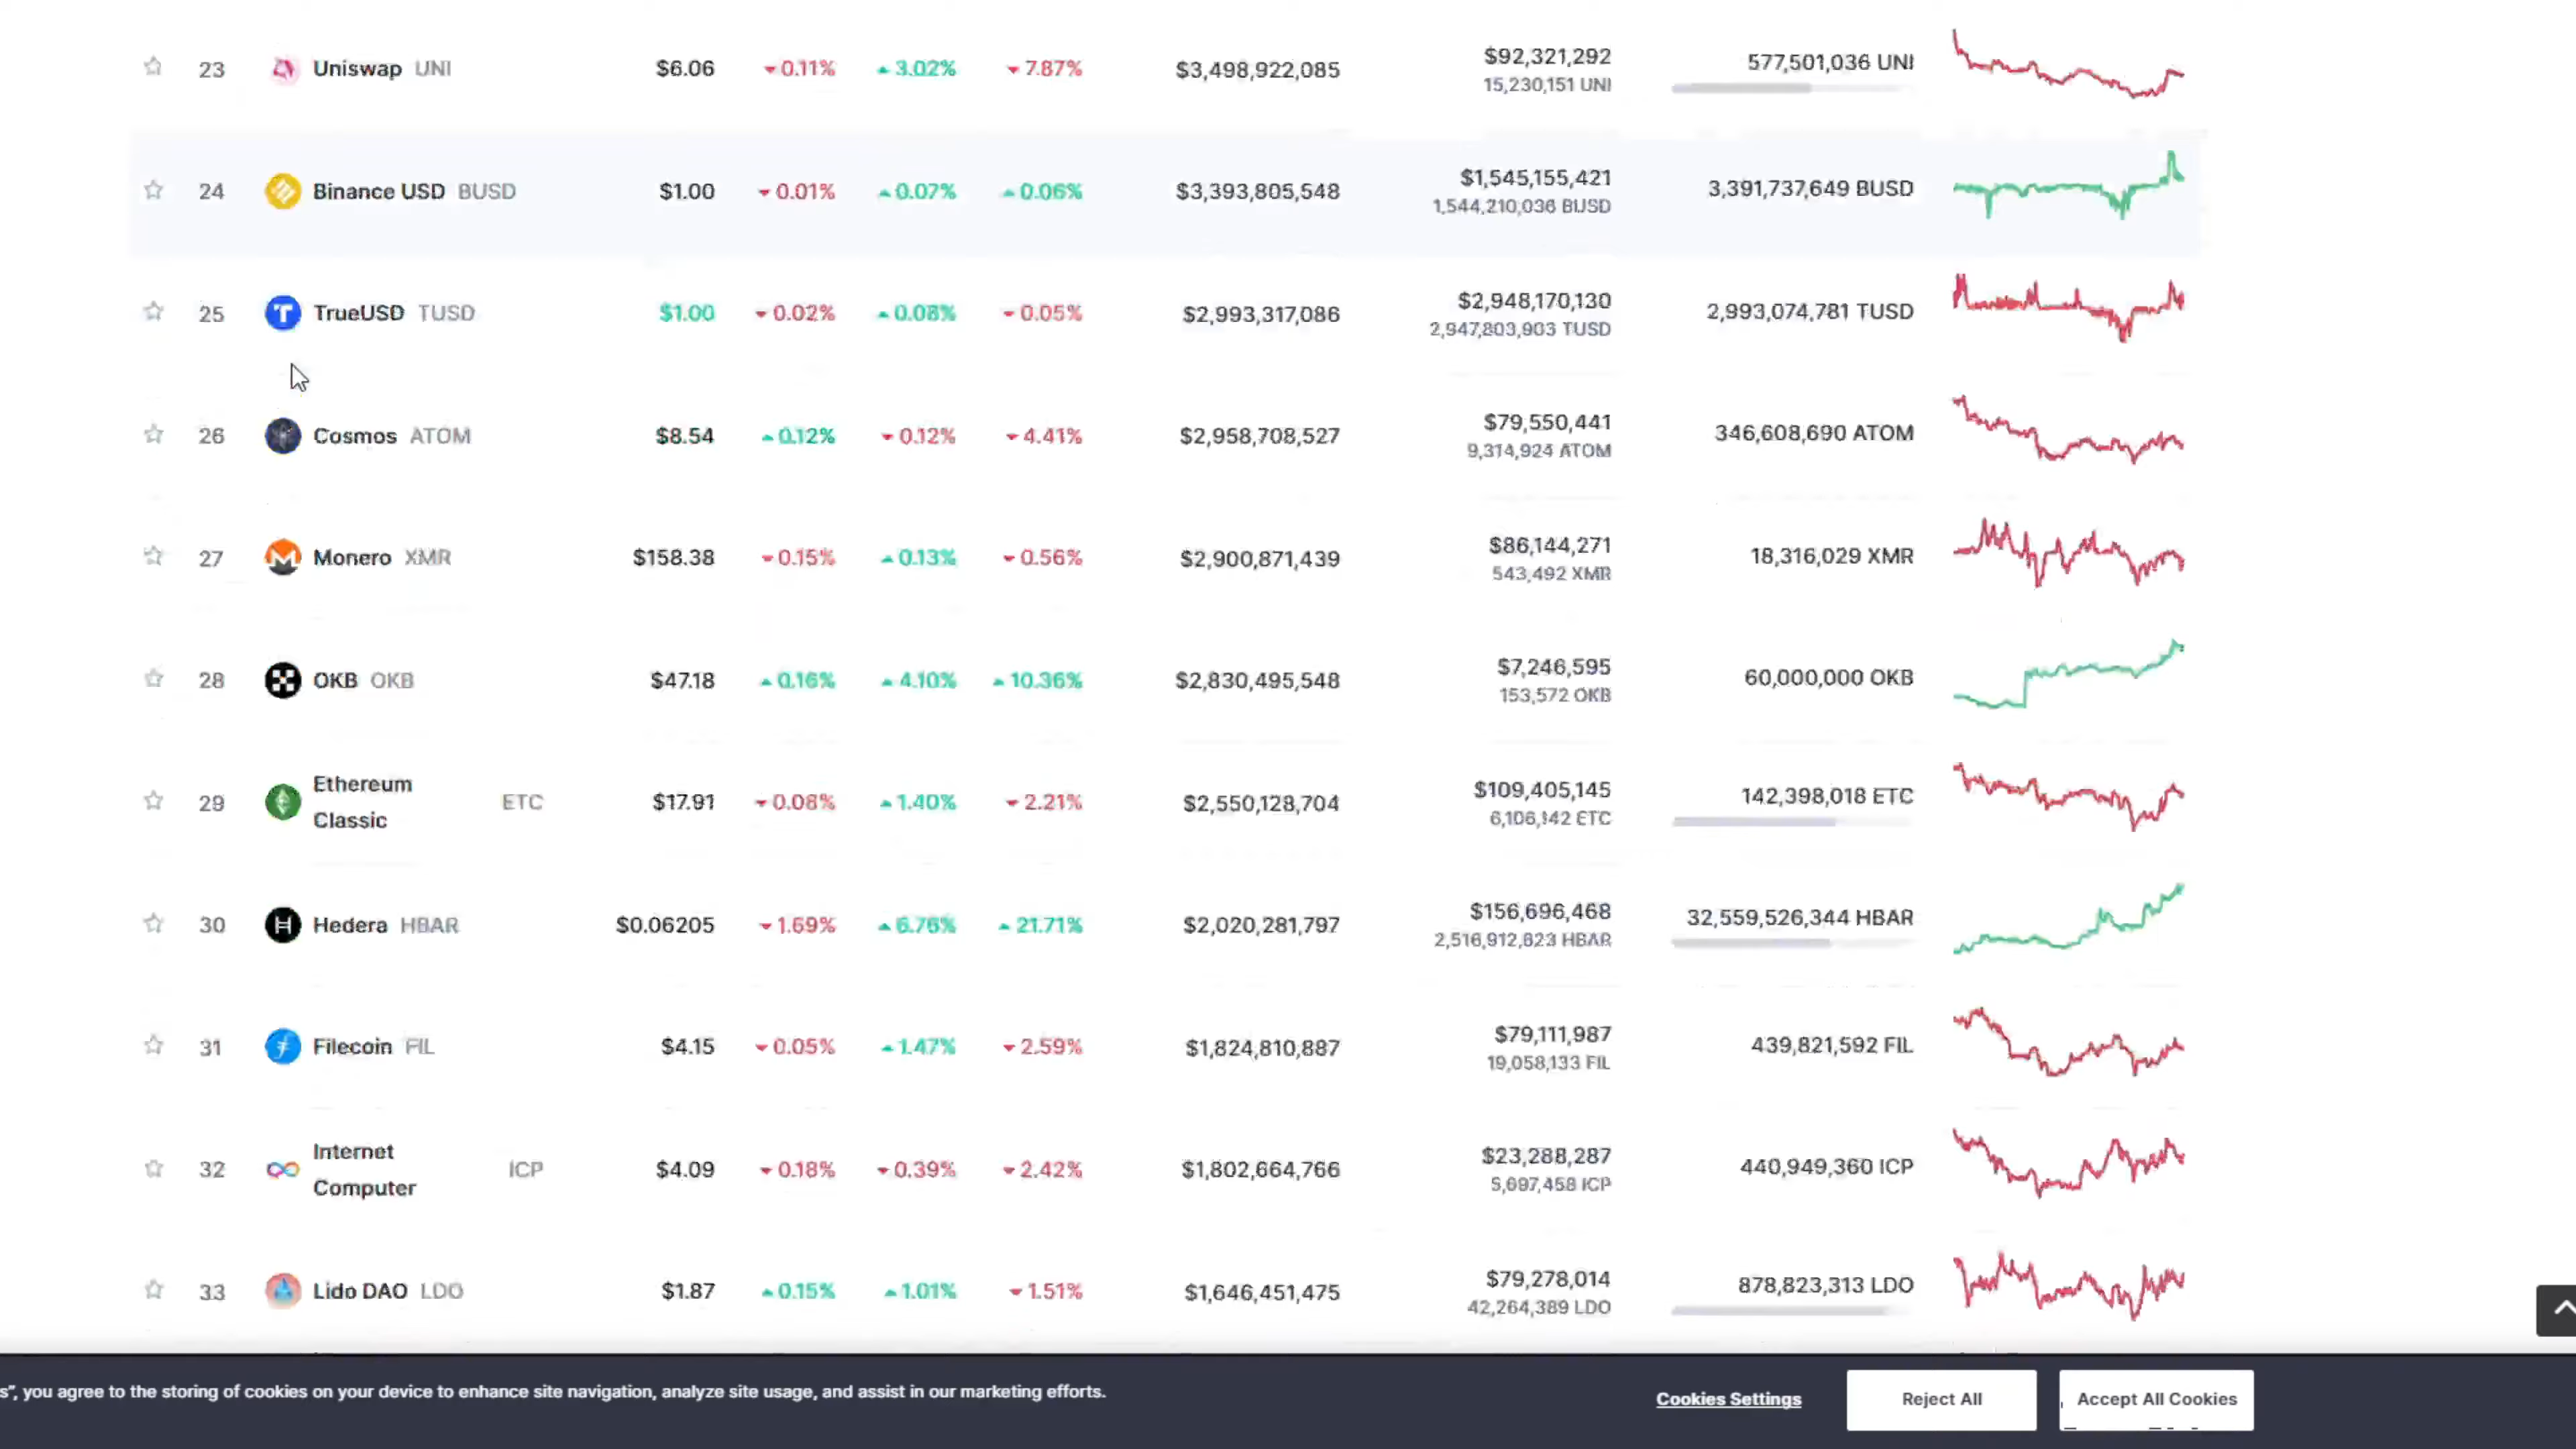 23 Uniswap UNI $6.06 0.11% 3.02% 7.87% $3,498,922,085 $92,321,292 577,501,036 UNI
15,230,151 UNI
24 Binance USD BUSD $1.00 0.01% 0.07% 0.06% $3,393,805,548 $1,545,155,421 3,391,737,649 BUSD
1,544,210,036 BUSD
25 TrueUSD TUSD $1.00 0.02% 0.08% 0.05% $2,993,317,086 $2,948,170,130 2,993,074,781 TUSD
2,947,803,903 TUSD
26 Cosmos ATOM $8.54 0.12% 0.12% 4.41% $2,958,708,527 $79,550,441 346,608,690 ATOM
9,314,924 ATOM
27 Monero XMR $158.38 0.15% 0.13% 0.56% $2,900,871,439 $86,144,271 18,316,029 XMR
543,492 XMR
28 OKB OKB $47.18 0.16% 4.10% 10.36% $2,830,495,548 $7,246,595 60,000,000 OKB
153,572 OKB
29 Ethereum Classic ETC $17.91 0.08% 1.40% 2.21% $2,550,128,704 $109,405,145 142,398,018 ETC
6,106,142 ETC
30 Hedera HBAR $0.06205 1.69% 6.76% 21.71% $2,020,281,797 $156,696,468 32,559,526,344 HBAR
2,516,912,623 HBAR
31 Filecoin FIL $4.15 0.05% 1.47% 2.59% $1,824,810,887 $79,111,987 439,821,592 FIL
19,058,133 FIL
32 Internet Computer ICP $4.09 0.18% 0.39% 2.42% $1,802,664,766 $23,288,287 440,949,360 ICP
5,697,458 ICP
33 Lido DAO LDO $1.87 0.15% 1.01% 1.51% $1,646,451,475 $79,278,014 878,823,313 LDO
42,264,389 LDO
s", you agree to the storing of cookies on your device to enhance site navigation, analyze site usage, and assist in our marketing efforts.
Cookies Settings Reject All Accept All Cookies